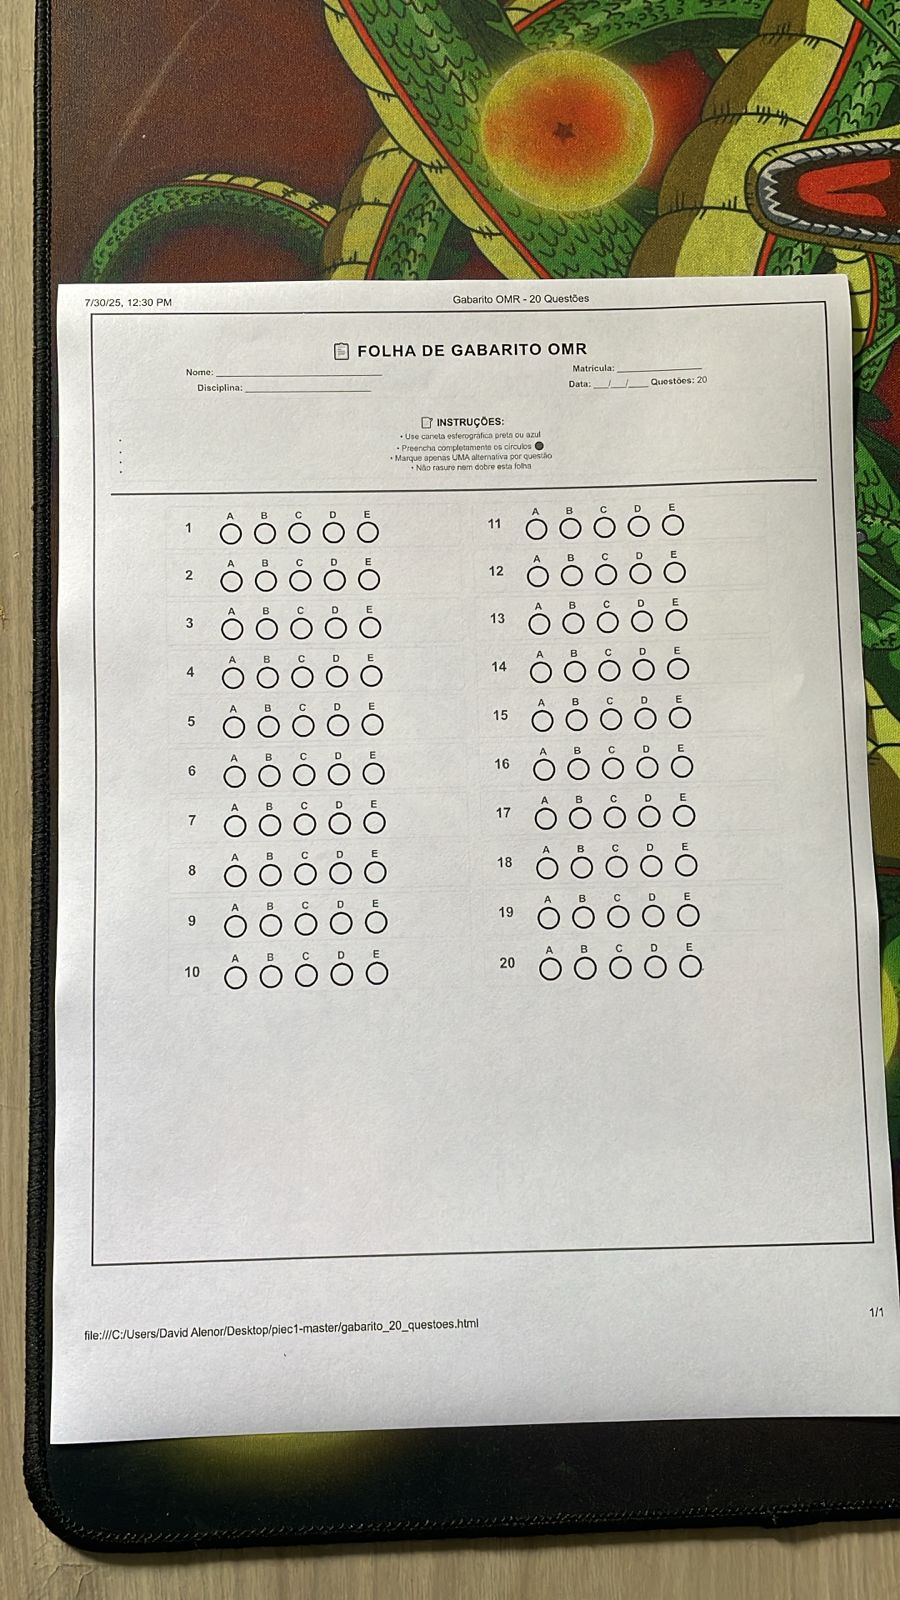 7/30/25, 12:30 PM Gabarito OMR - 20 Questões
FOLHA DE GABARITO OMR
Nome: ____________ Matrícula: ____________
Disciplina: ____________ Data: ___/___/____ Questões: 20
INSTRUÇÕES:
• Use caneta esferográfica preta ou azul
• Preencha completamente os círculos
• Marque apenas UMA alternativa por questão
• Não rasure nem dobre esta folha
1 A B C D E
2 A B C D E
3 A B C D E
4 A B C D E
5 A B C D E
6 A B C D E
7 A B C D E
8 A B C D E
9 A B C D E
10 A B C D E
11 A B C D E
12 A B C D E
13 A B C D E
14 A B C D E
15 A B C D E
16 A B C D E
17 A B C D E
18 A B C D E
19 A B C D E
20 A B C D E
file:///C:/Users/David Alenor/Desktop/piec1-master/gabarito_20_questoes.html 1/1